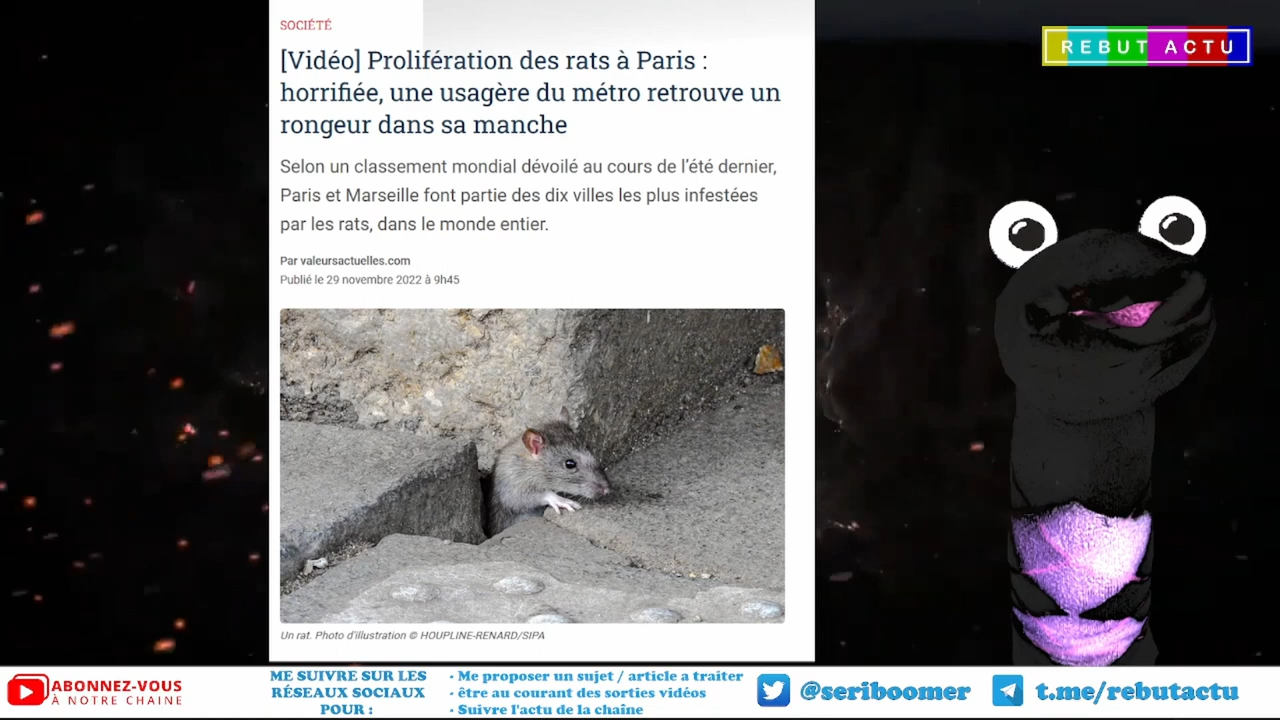 SOCIÉTÉ
[Vidéo] Prolifération des rats à Paris :
horrifiée, une usagère du métro retrouve un
rongeur dans sa manche
Selon un classement mondial dévoilé au cours de l'été dernier,
Paris et Marseille font partie des dix villes les plus infestées
par les rats, dans le monde entier.
Par valeursactuelles.com
Publié le 29 novembre 2022 à 9h45
Un rat. Photo d'illustration © HOUPLINE-RENARD/SIPA
REBUT ACTU
ABONNEZ-VOUS
À NOTRE CHAINE
ME SUIVRE SUR LES
RÉSEAUX SOCIAUX
POUR :
- Me proposer un sujet / article a traiter
- être au courant des sorties vidéos
- Suivre l'actu de la chaîne
@seriboomer
t.me/rebutactu